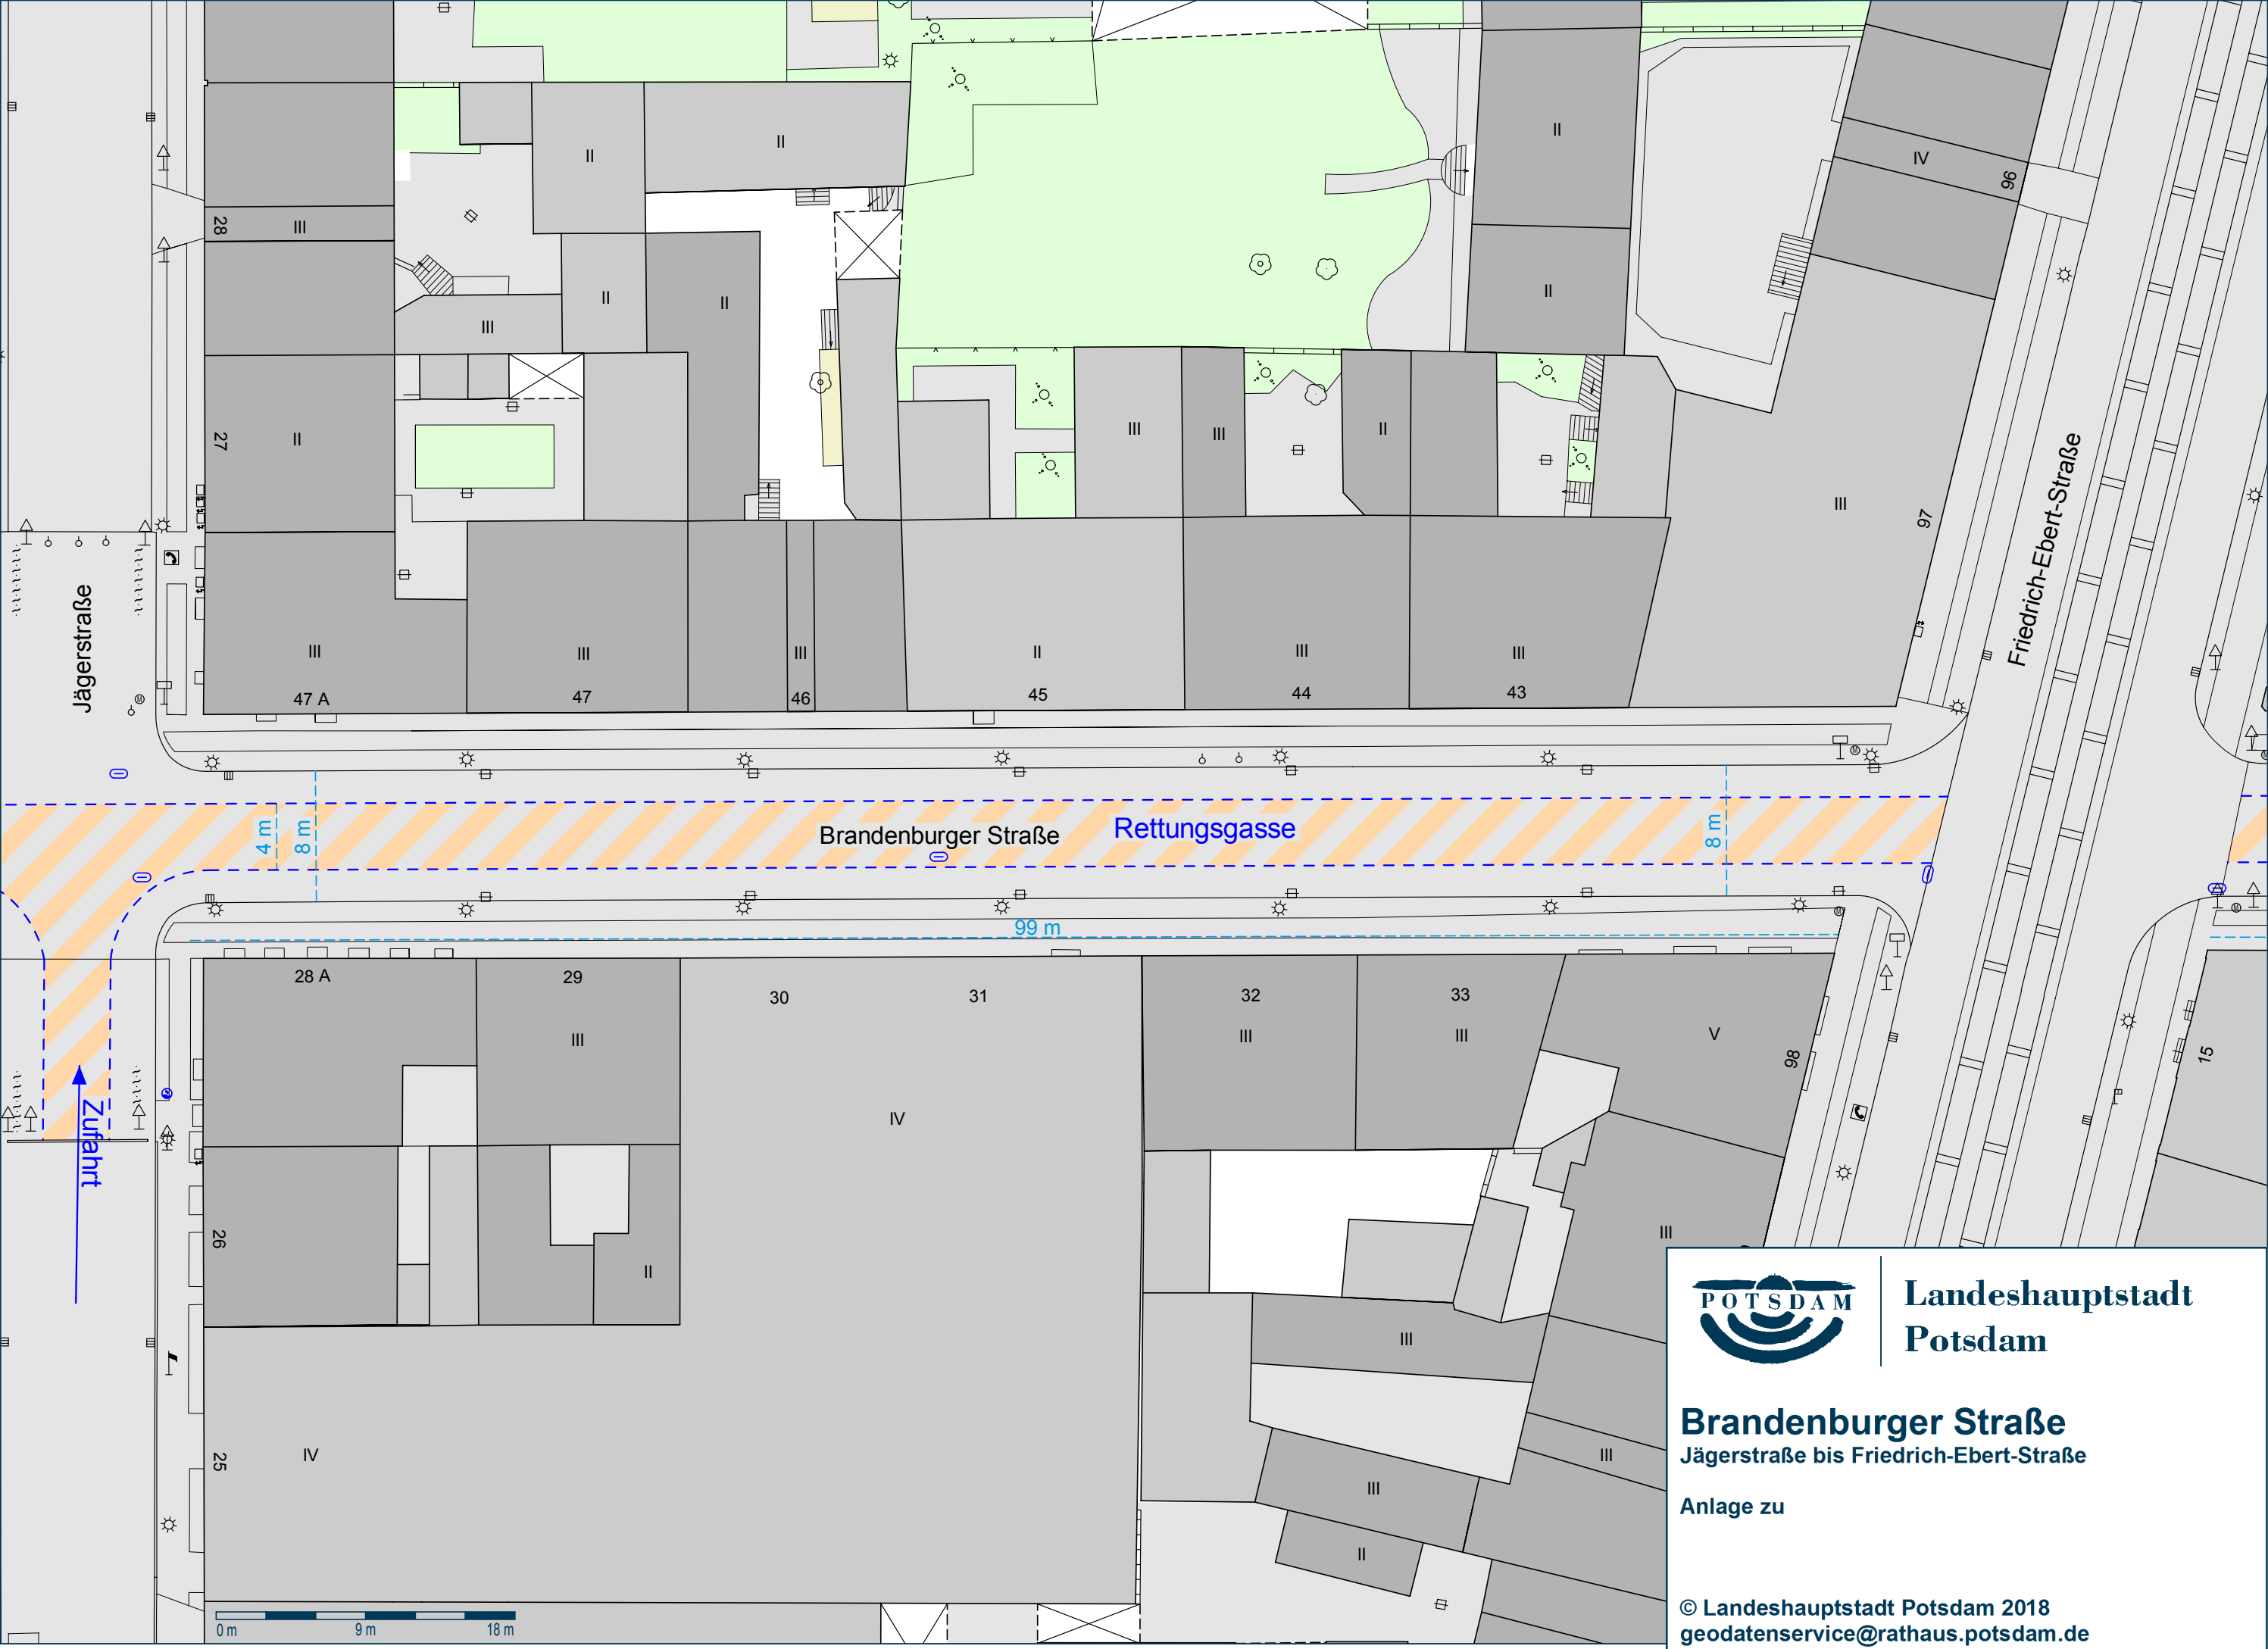 II
II
II
IV
96
28
III
II
II
II
III
27
II
III
III
II
III
97
Friedrich-Ebert-Straße
Jägerstraße
III
III
III
II
III
III
47 A
47
46
45
44
43
4 m
8 m
Brandenburger Straße
Rettungsgasse
8 m
99 m
28 A
29
30
31
32
33
III
III
III
V
98
15
Zufahrt
IV
26
II
III
III
25
IV
III
III
II
0 m
9 m
18 m
POTSDAM
Landeshauptstadt
Potsdam
Brandenburger Straße
Jägerstraße bis Friedrich-Ebert-Straße
Anlage zu
© Landeshauptstadt Potsdam 2018
geodatenservice@rathaus.potsdam.de